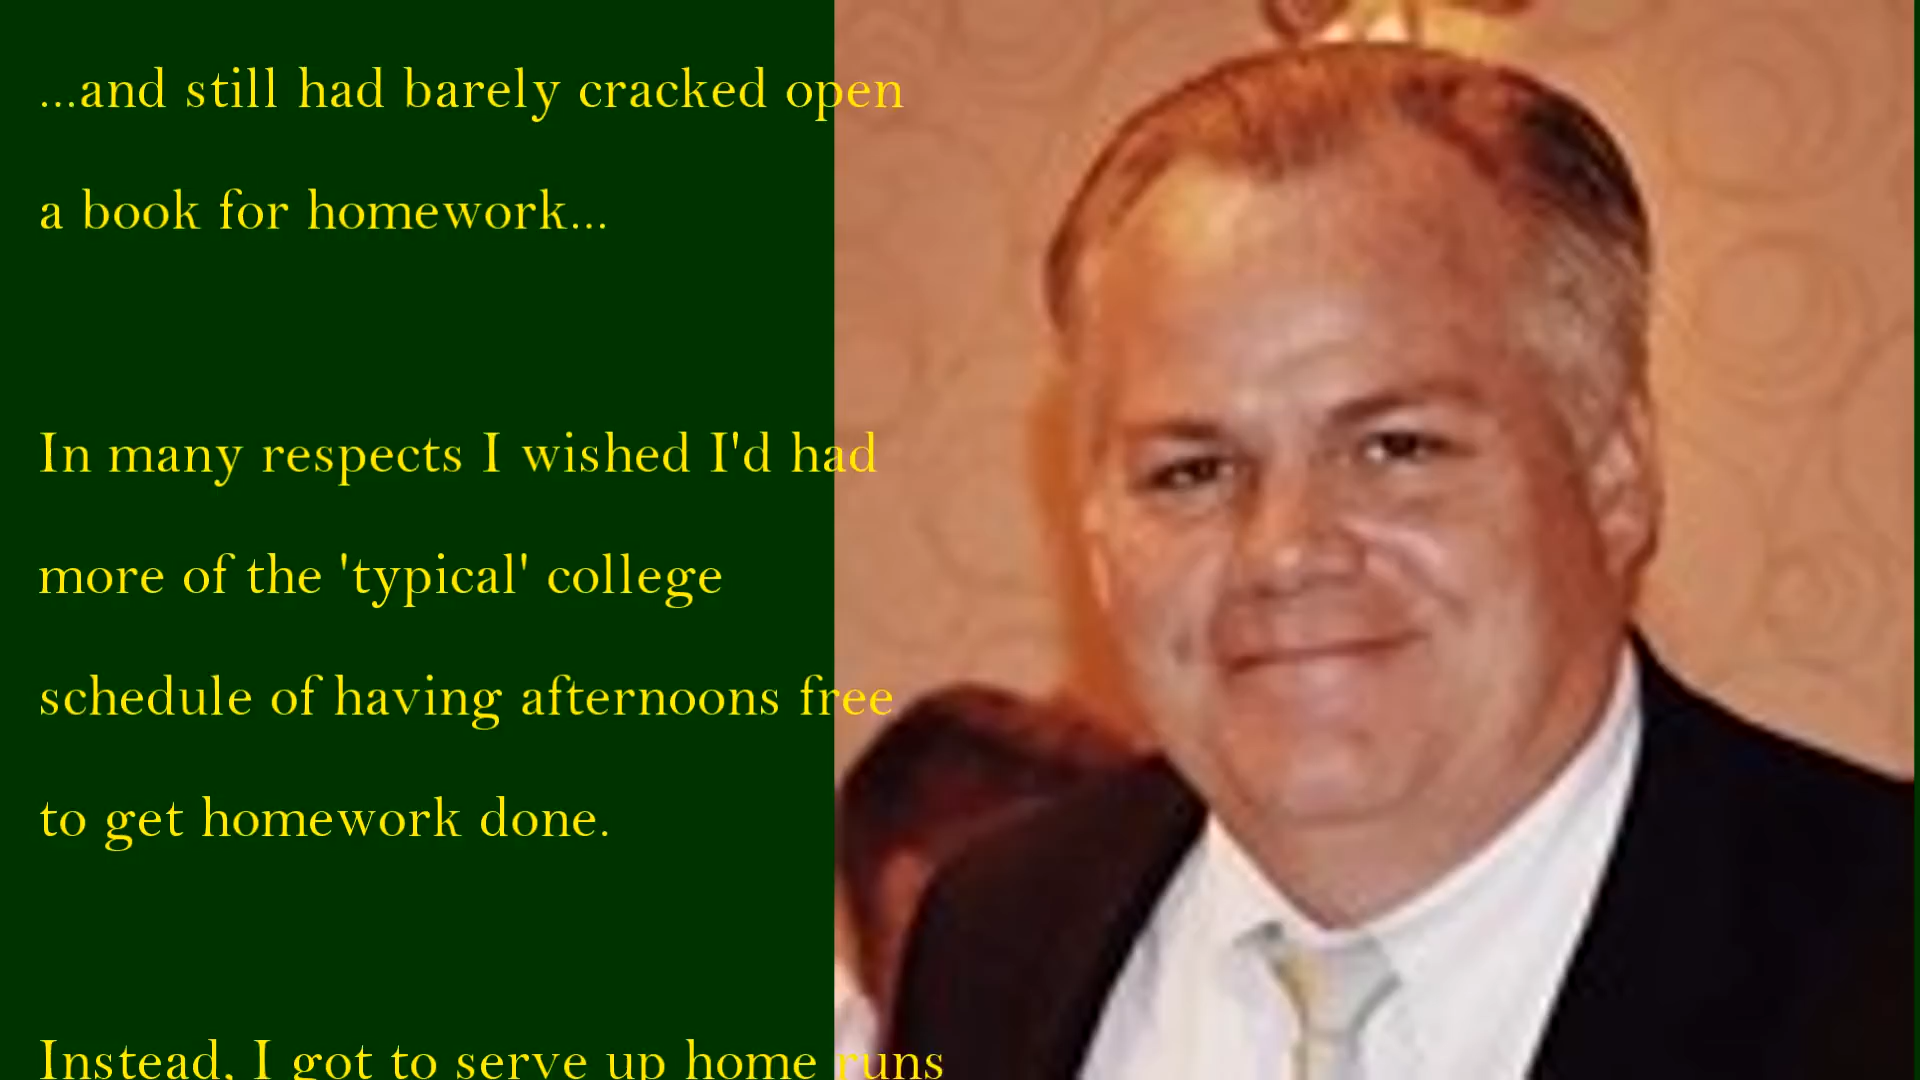 ...and still had barely cracked open
a book for homework...
In many respects I wished I'd had
more of the 'typical' college
schedule of having afternoons free
to get homework done.
Instead, I got to serve up home runs